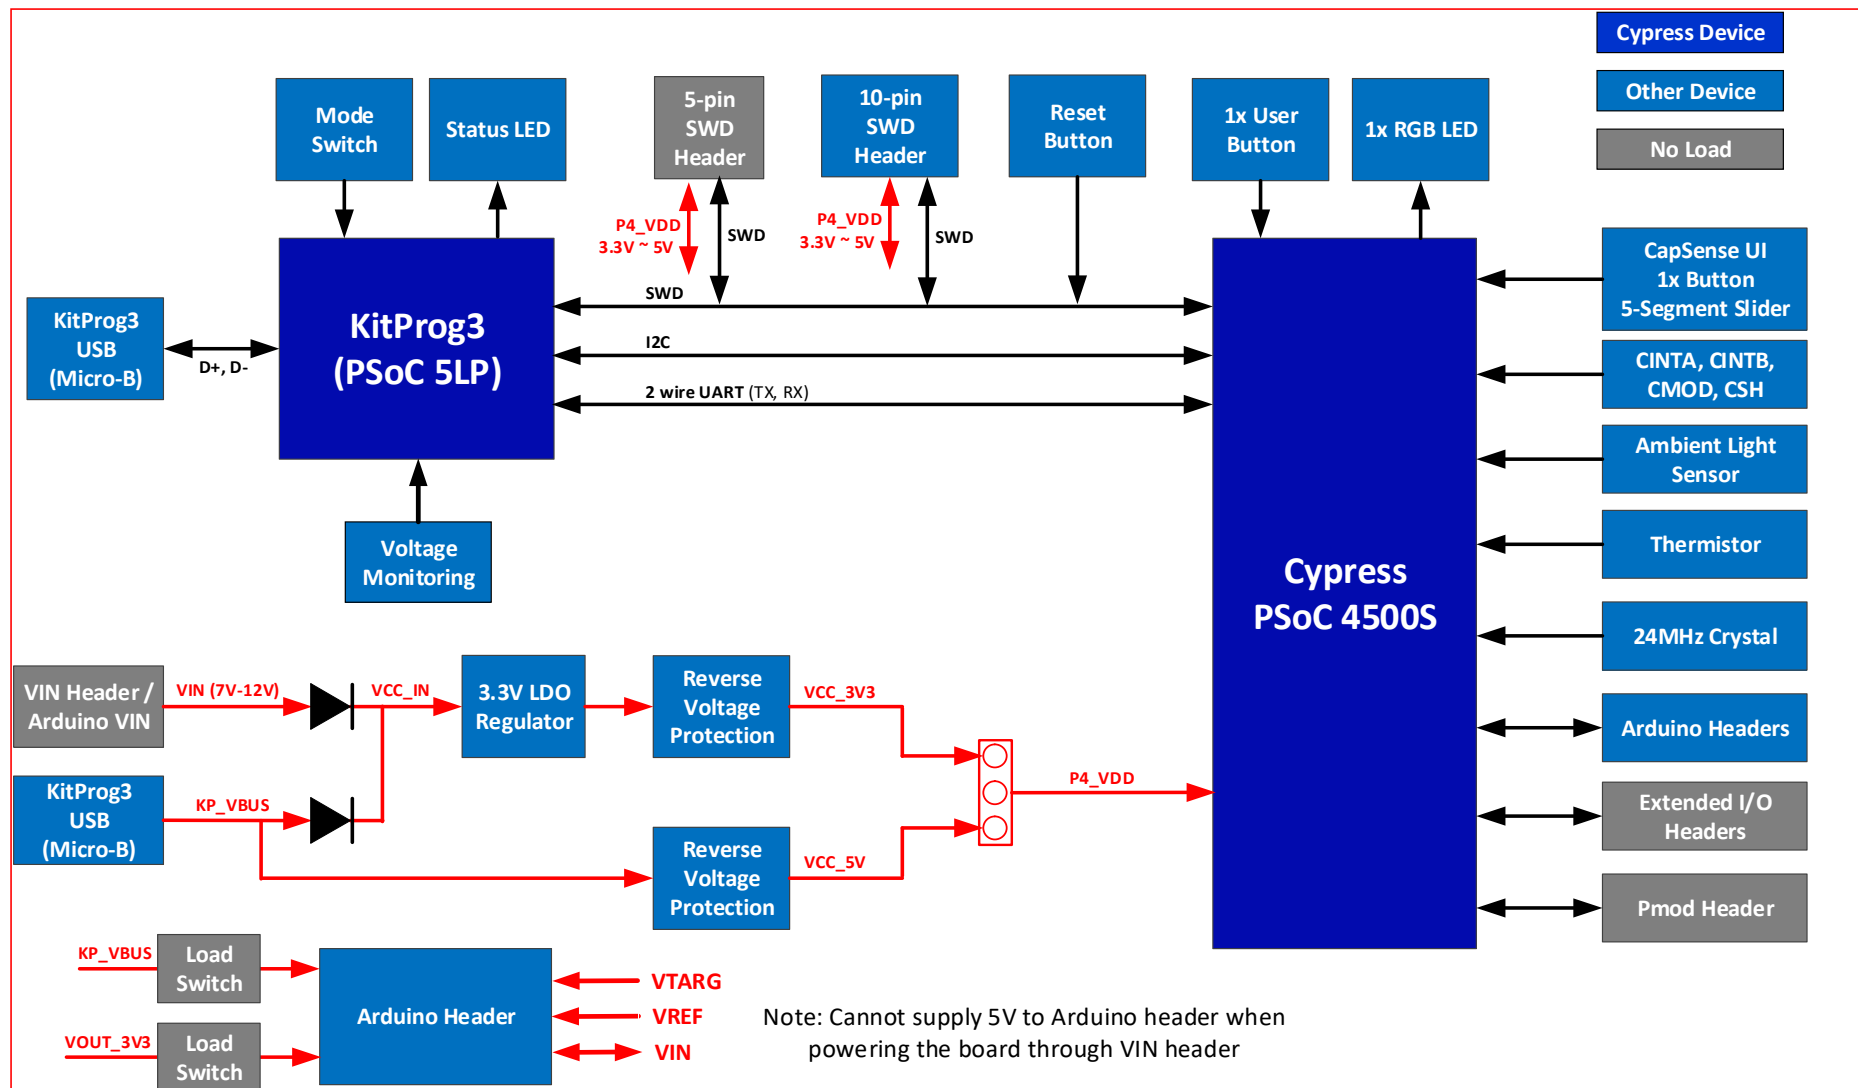 Cypress Device
Other Device
No Load
Mode
Switch
Status LED
5-pin
SWD
Header
10-pin
SWD
Header
Reset
Button
1x User
Button
1x RGB LED
P4_VDD
3.3V ~ 5V
SWD
P4_VDD
3.3V ~ 5V
SWD
KitProg3
USB
(Micro-B)
D+, D-
KitProg3
(PSoC 5LP)
SWD
I2C
2 wire UART (TX, RX)
Voltage
Monitoring
Cypress
PSoC 4500S
CapSense UI
1x Button
5-Segment Slider
CINTA, CINTB,
CMOD, CSH
Ambient Light
Sensor
Thermistor
24MHz Crystal
Arduino Headers
Extended I/O
Headers
Pmod Header
VIN Header /
Arduino VIN
VIN (7V-12V)
VCC_IN
3.3V LDO
Regulator
Reverse
Voltage
Protection
VCC_3V3
KitProg3
USB
(Micro-B)
KP_VBUS
Reverse
Voltage
Protection
VCC_5V
P4_VDD
KP_VBUS
Load
Switch
VOUT_3V3
Load
Switch
Arduino Header
VTARG
VREF
VIN
Note: Cannot supply 5V to Arduino header when
powering the board through VIN header